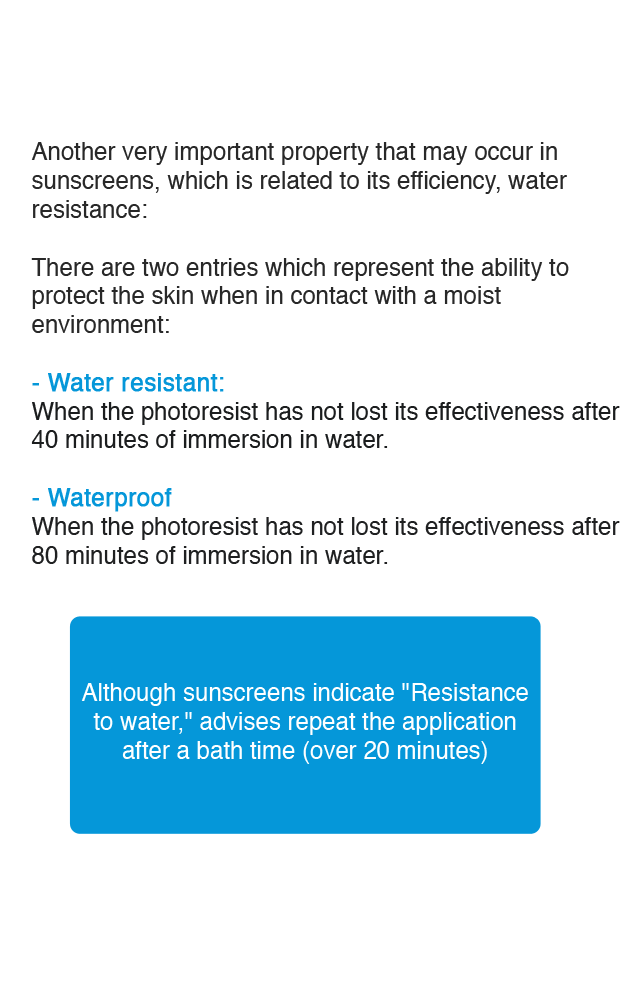 Another very important property that may occur in
sunscreens, which is related to its efficiency, water
resistance:
There are two entries which represent the ability to
protect the skin when in contact with a moist
environment:
- Water resistant:
When the photoresist has not lost its effectiveness after
40 minutes of immersion in water.
- Waterproof
When the photoresist has not lost its effectiveness after
80 minutes of immersion in water.
Although sunscreens indicate "Resistance
to water," advises repeat the application
after a bath time (over 20 minutes)